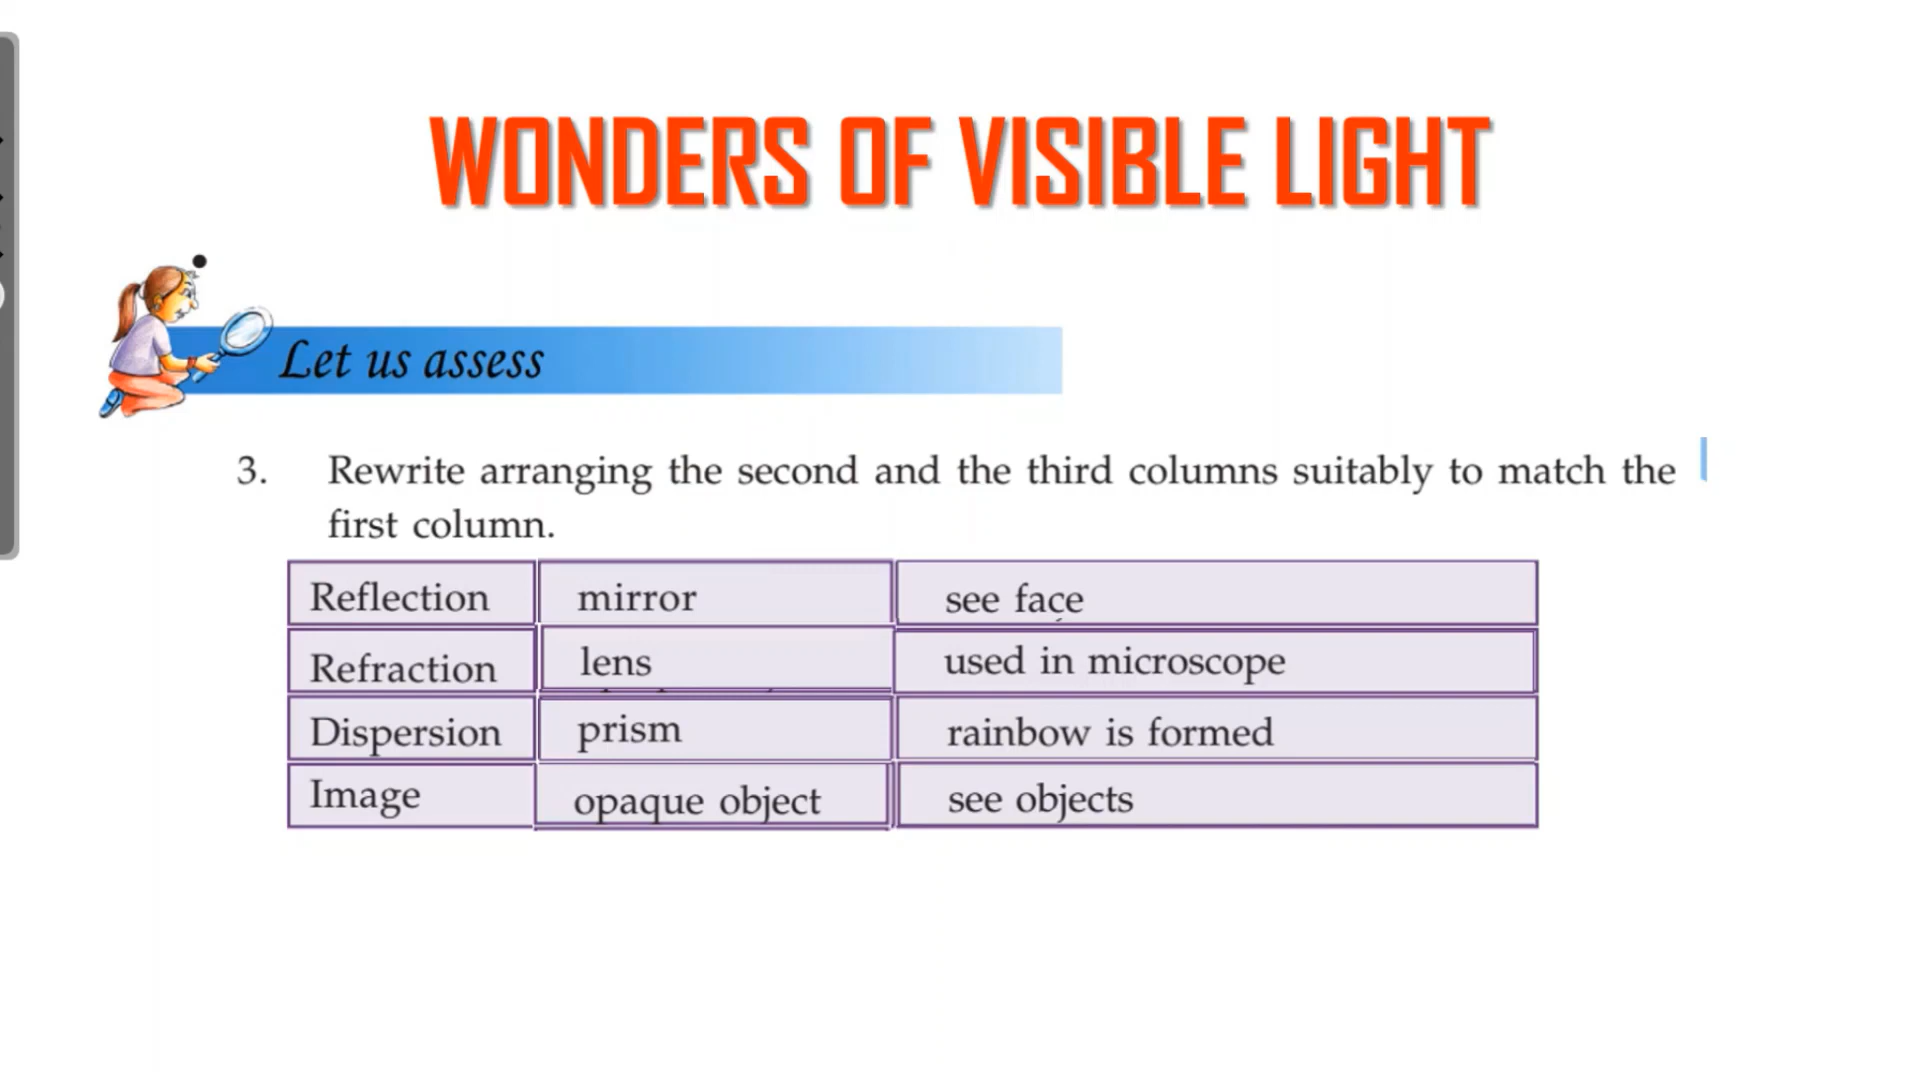 WONDERS OF VISIBLE LIGHT
Let us assess
3. Rewrite arranging the second and the third columns suitably to match the
first column.
Reflection mirror see face
Refraction lens used in microscope
Dispersion prism rainbow is formed
Image opaque object see objects